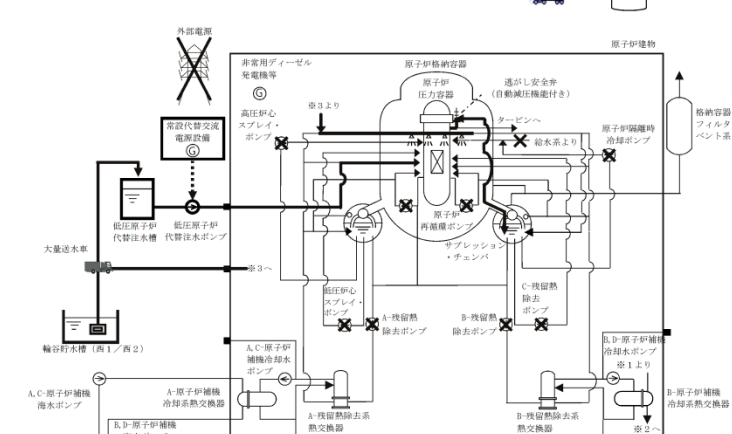 外部電源
原子炉建物
非常用ディーゼル
発電機等
G
原子炉格納容器
原子炉
圧力容器
逃がし安全弁
(自動減圧機能付き)
※3より
タービンへ
給水系より
高圧炉心
スプレイ・
ポンプ
原子炉隔離時
冷却ポンプ
格納容器
フィルタ
ベント系
常設代替交流
電源設備
G
低圧原子炉
代替注水槽
低圧原子炉
代替注水ポンプ
原子炉
再循環ポンプ
サプレッション
・チェンバ
大量送水車
※3へ
低圧炉心
スプレイ・
ポンプ
A-残留熱
除去ポンプ
B-残留熱
除去ポンプ
C-残留熱
除去
ポンプ
輪谷貯水槽(西1/西2)
A,C-原子炉
補機冷却水
ポンプ
B,D-原子炉補機
冷却水ポンプ
※1より
A,C-原子炉補機
海水ポンプ
A-原子炉補機
冷却系熱交換器
B-原子炉補機
冷却系熱交換器
A-残留熱除去系
熱交換器
B-残留熱除去系
熱交換器
B,D-原子炉補機
※2へ